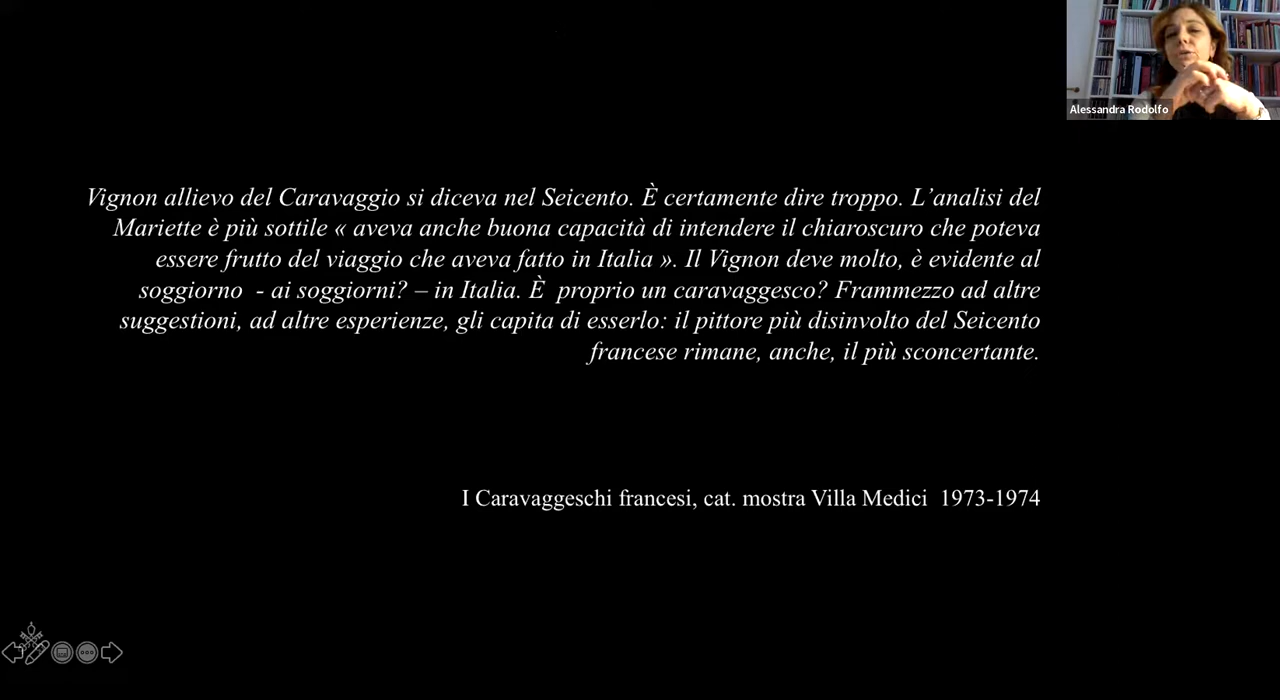 Alessandra Rodolfo
Vignon allievo del Caravaggio si diceva nel Seicento. È certamente dire troppo. L’analisi del
Mariette è più sottile « aveva anche buona capacità di intendere il chiaroscuro che poteva
essere frutto del viaggio che aveva fatto in Italia ». Il Vignon deve molto, è evidente al
soggiorno - ai soggiorni? – in Italia. È proprio un caravaggesco? Frammezzo ad altre
suggestioni, ad altre esperienze, gli capita di esserlo: il pittore più disinvolto del Seicento
francese rimane, anche, il più sconcertante.
I Caravaggeschi francesi, cat. mostra Villa Medici 1973-1974